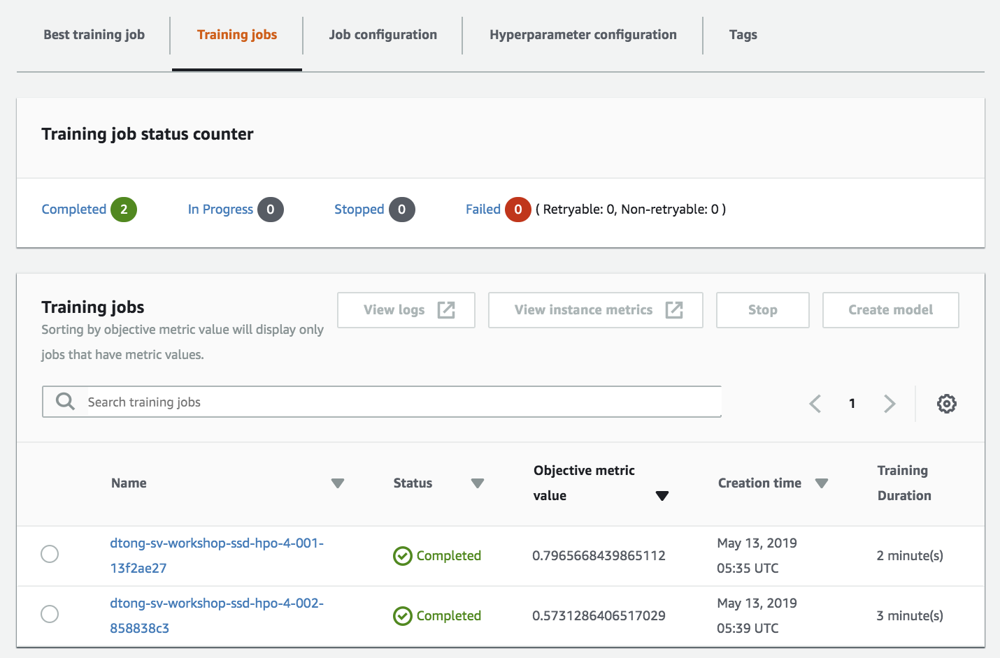 Best training job
Training jobs
Job configuration
Hyperparameter configuration
Tags
Training job status counter
Completed 2
In Progress 0
Stopped 0
Failed 0 ( Retryable: 0, Non-retryable: 0 )
Training jobs
Sorting by objective metric value will display only
jobs that have metric values.
View logs
View instance metrics
Stop
Create model
Search training jobs
1
Name
Status
Objective metric
value
Creation time
Training
Duration
dtong-sv-workshop-ssd-hpo-4-001-
13f2ae27
Completed
0.7965668439865112
May 13, 2019
05:35 UTC
2 minute(s)
dtong-sv-workshop-ssd-hpo-4-002-
858838c3
Completed
0.5731286406517029
May 13, 2019
05:39 UTC
3 minute(s)